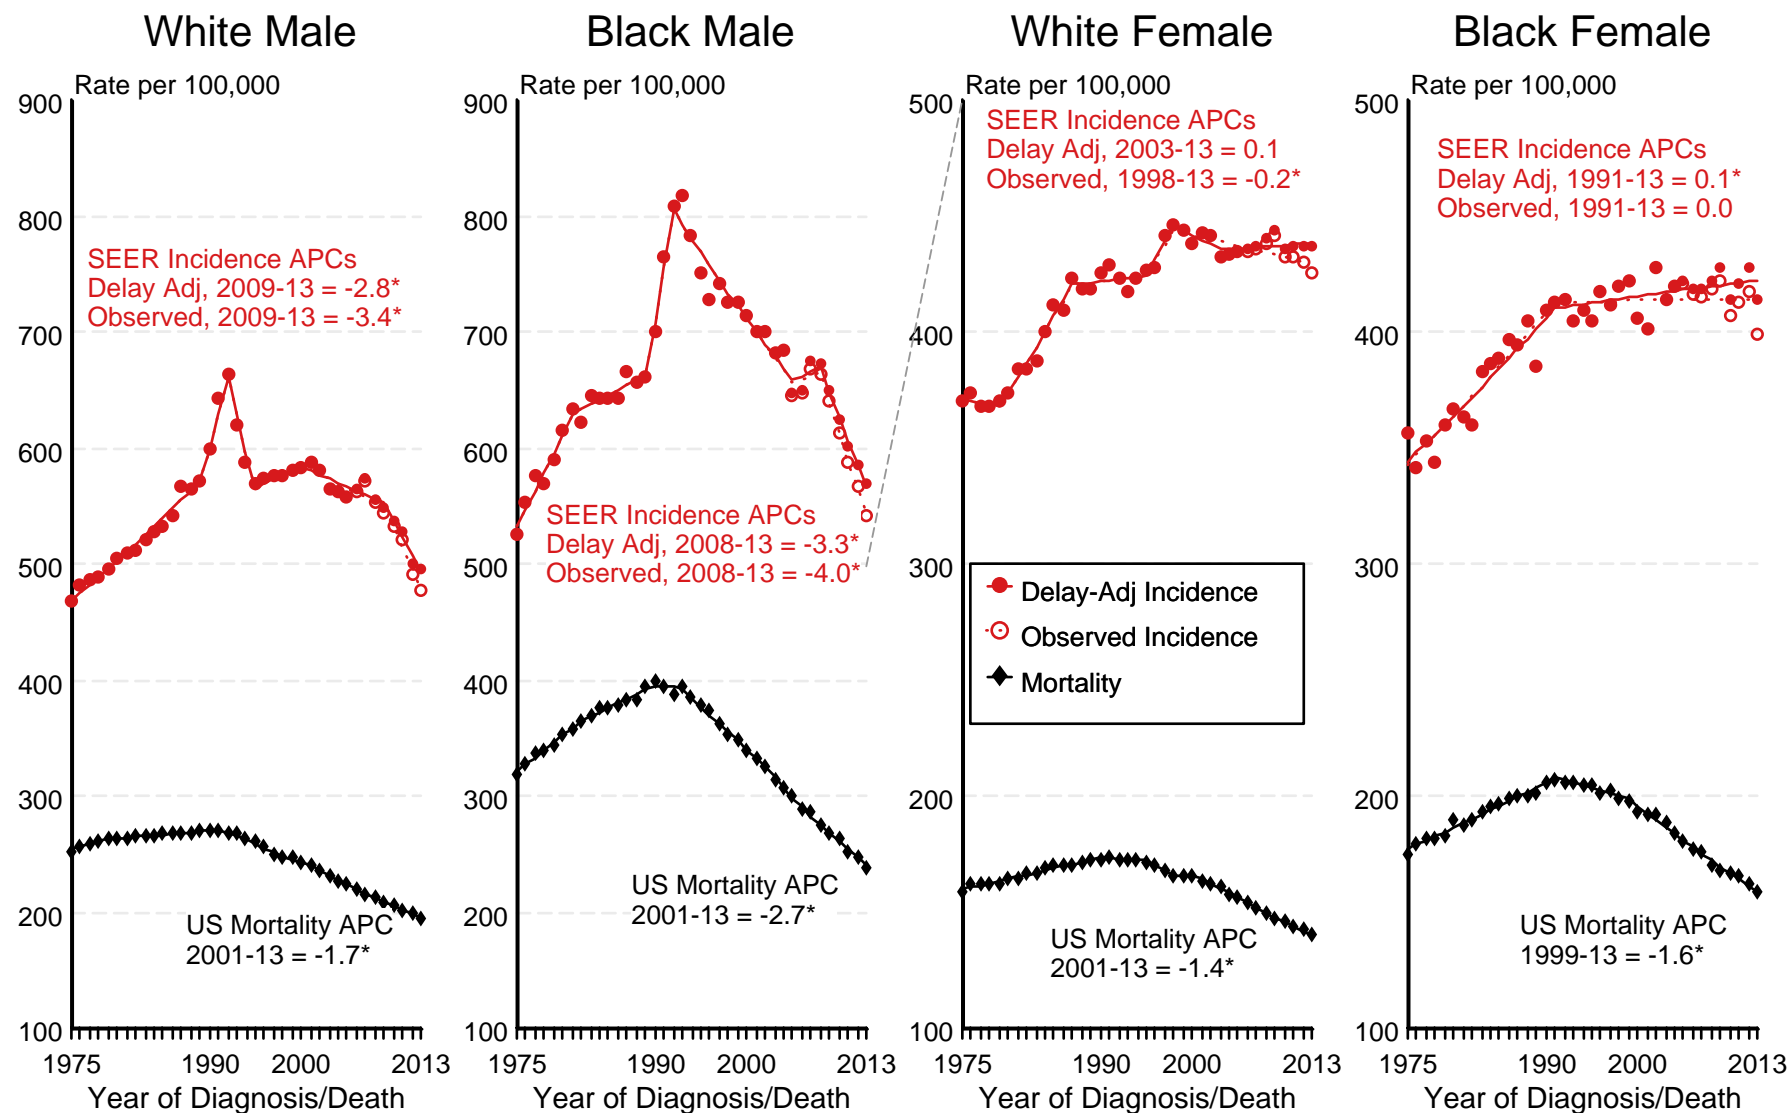 White Male
Rate per 100,000
900
800
700
600
500
400
300
200
100
SEER Incidence APCs
Delay Adj, 2009-13 = -2.8*
Observed, 2009-13 = -3.4*
US Mortality APC
2001-13 = -1.7*
1975 1990 2000 2013
Year of Diagnosis/Death
Black Male
Rate per 100,000
900
800
700
600
500
400
300
200
100
SEER Incidence APCs
Delay Adj, 2008-13 = -3.3*
Observed, 2008-13 = -4.0*
US Mortality APC
2001-13 = -2.7*
1975 1990 2000 2013
Year of Diagnosis/Death
White Female
Rate per 100,000
500
400
300
200
100
SEER Incidence APCs
Delay Adj, 2003-13 = 0.1
Observed, 1998-13 = -0.2*
Delay-Adj Incidence
Observed Incidence
Mortality
US Mortality APC
2001-13 = -1.4*
1975 1990 2000 2013
Year of Diagnosis/Death
Black Female
Rate per 100,000
500
400
300
200
100
SEER Incidence APCs
Delay Adj, 1991-13 = 0.1*
Observed, 1991-13 = 0.0
US Mortality APC
1999-13 = -1.6*
1975 1990 2000 2013
Year of Diagnosis/Death